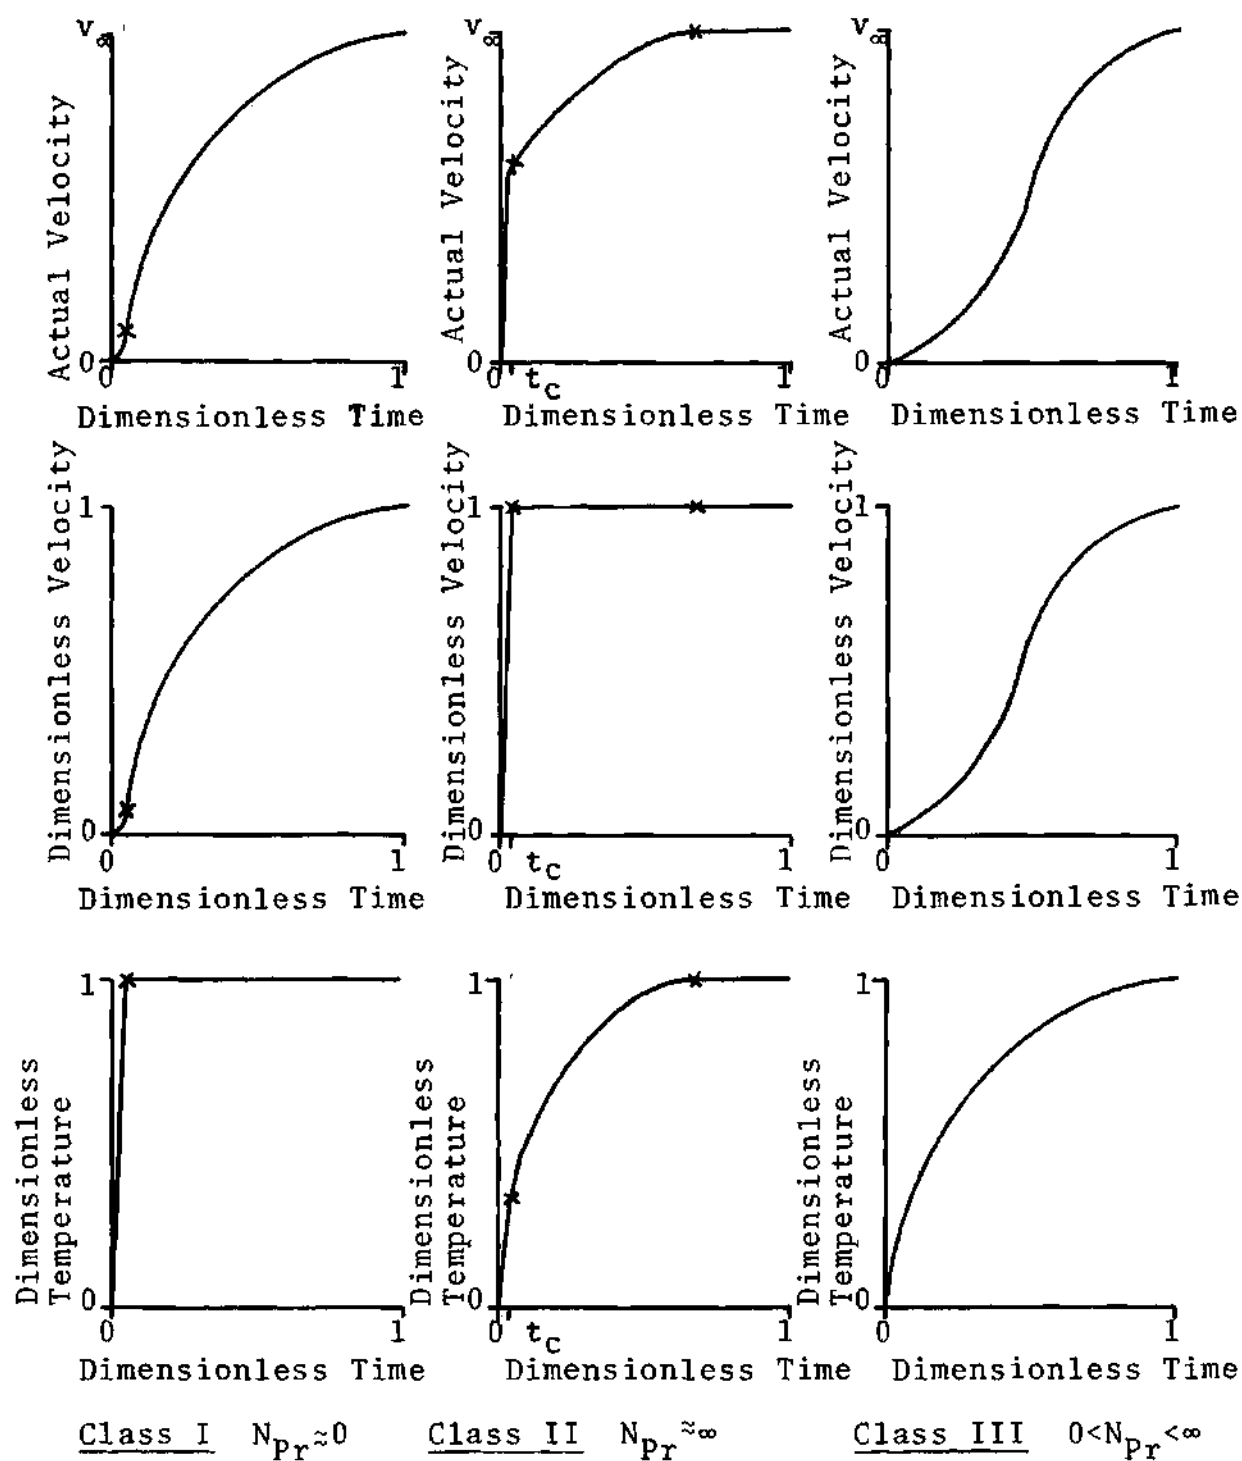 v∞ v∞ v∞
Actual Velocity Actual Velocity Actual Velocity
0 0 0
0 1 0 tc 1 0 1
Dimensionless Time Dimensionless Time Dimensionless Time
Dimensionless Velocity Dimensionless Velocity Dimensionless Velocity
1 1 1
0 0 0
0 1 0 tc 1 0 1
Dimensionless Time Dimensionless Time Dimensionless Time
1 1 1
Dimensionless Temperature Dimensionless Temperature Dimensionless Temperature
0 0 0
0 1 0 tc 1 0 1
Dimensionless Time Dimensionless Time Dimensionless Time
Class I NPr≈0 Class II NPr≈∞ Class III 0<NPr<∞